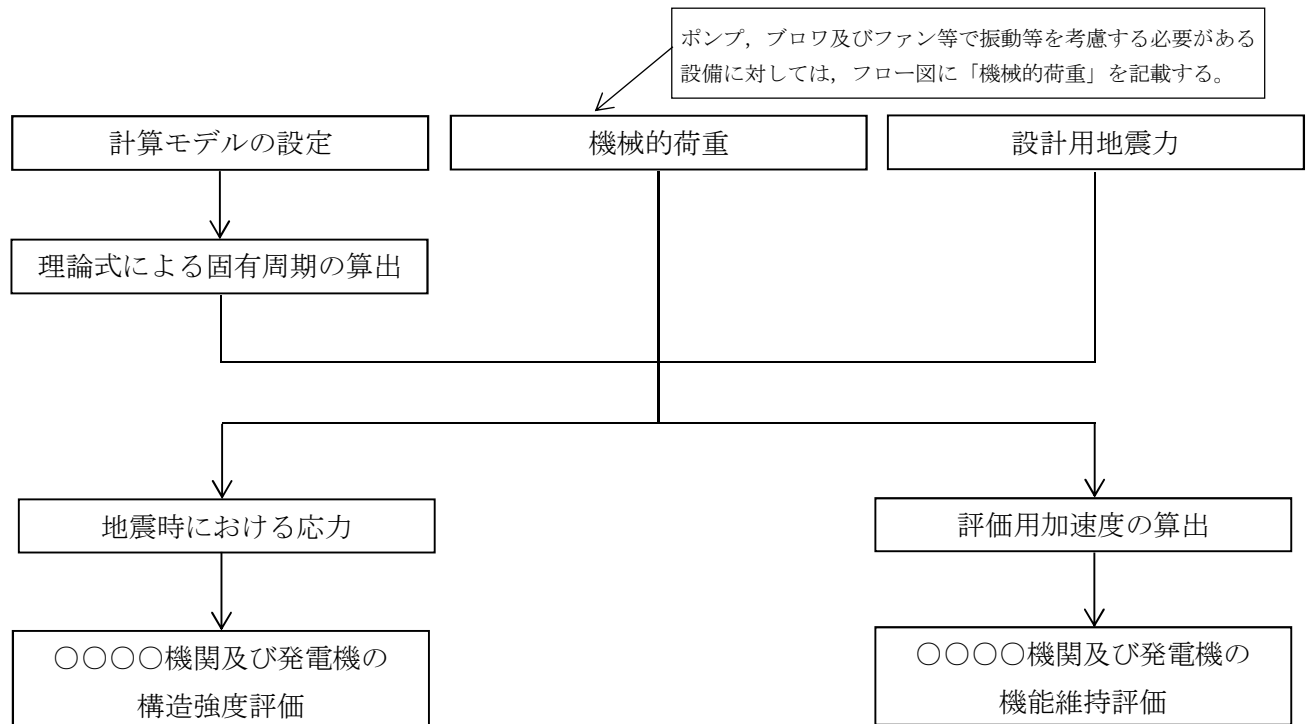 ポンプ，ブロワ及びファン等で振動等を考慮する必要がある
設備に対しては，フロー図に「機械的荷重」を記載する。
計算モデルの設定
機械的荷重
設計用地震力
理論式による固有周期の算出
地震時における応力
評価用加速度の算出
○○○○機関及び発電機の
構造強度評価
○○○○機関及び発電機の
機能維持評価